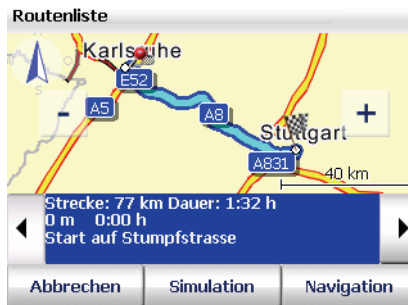 Routenliste
Karlsruhe
S
E52
- A5 A8 +
Stuttgart
A831
40 km
Strecke: 77 km Dauer: 1:32 h
0 m 0:00 h
Start auf Stumpfstrasse
Abbrechen Simulation Navigation